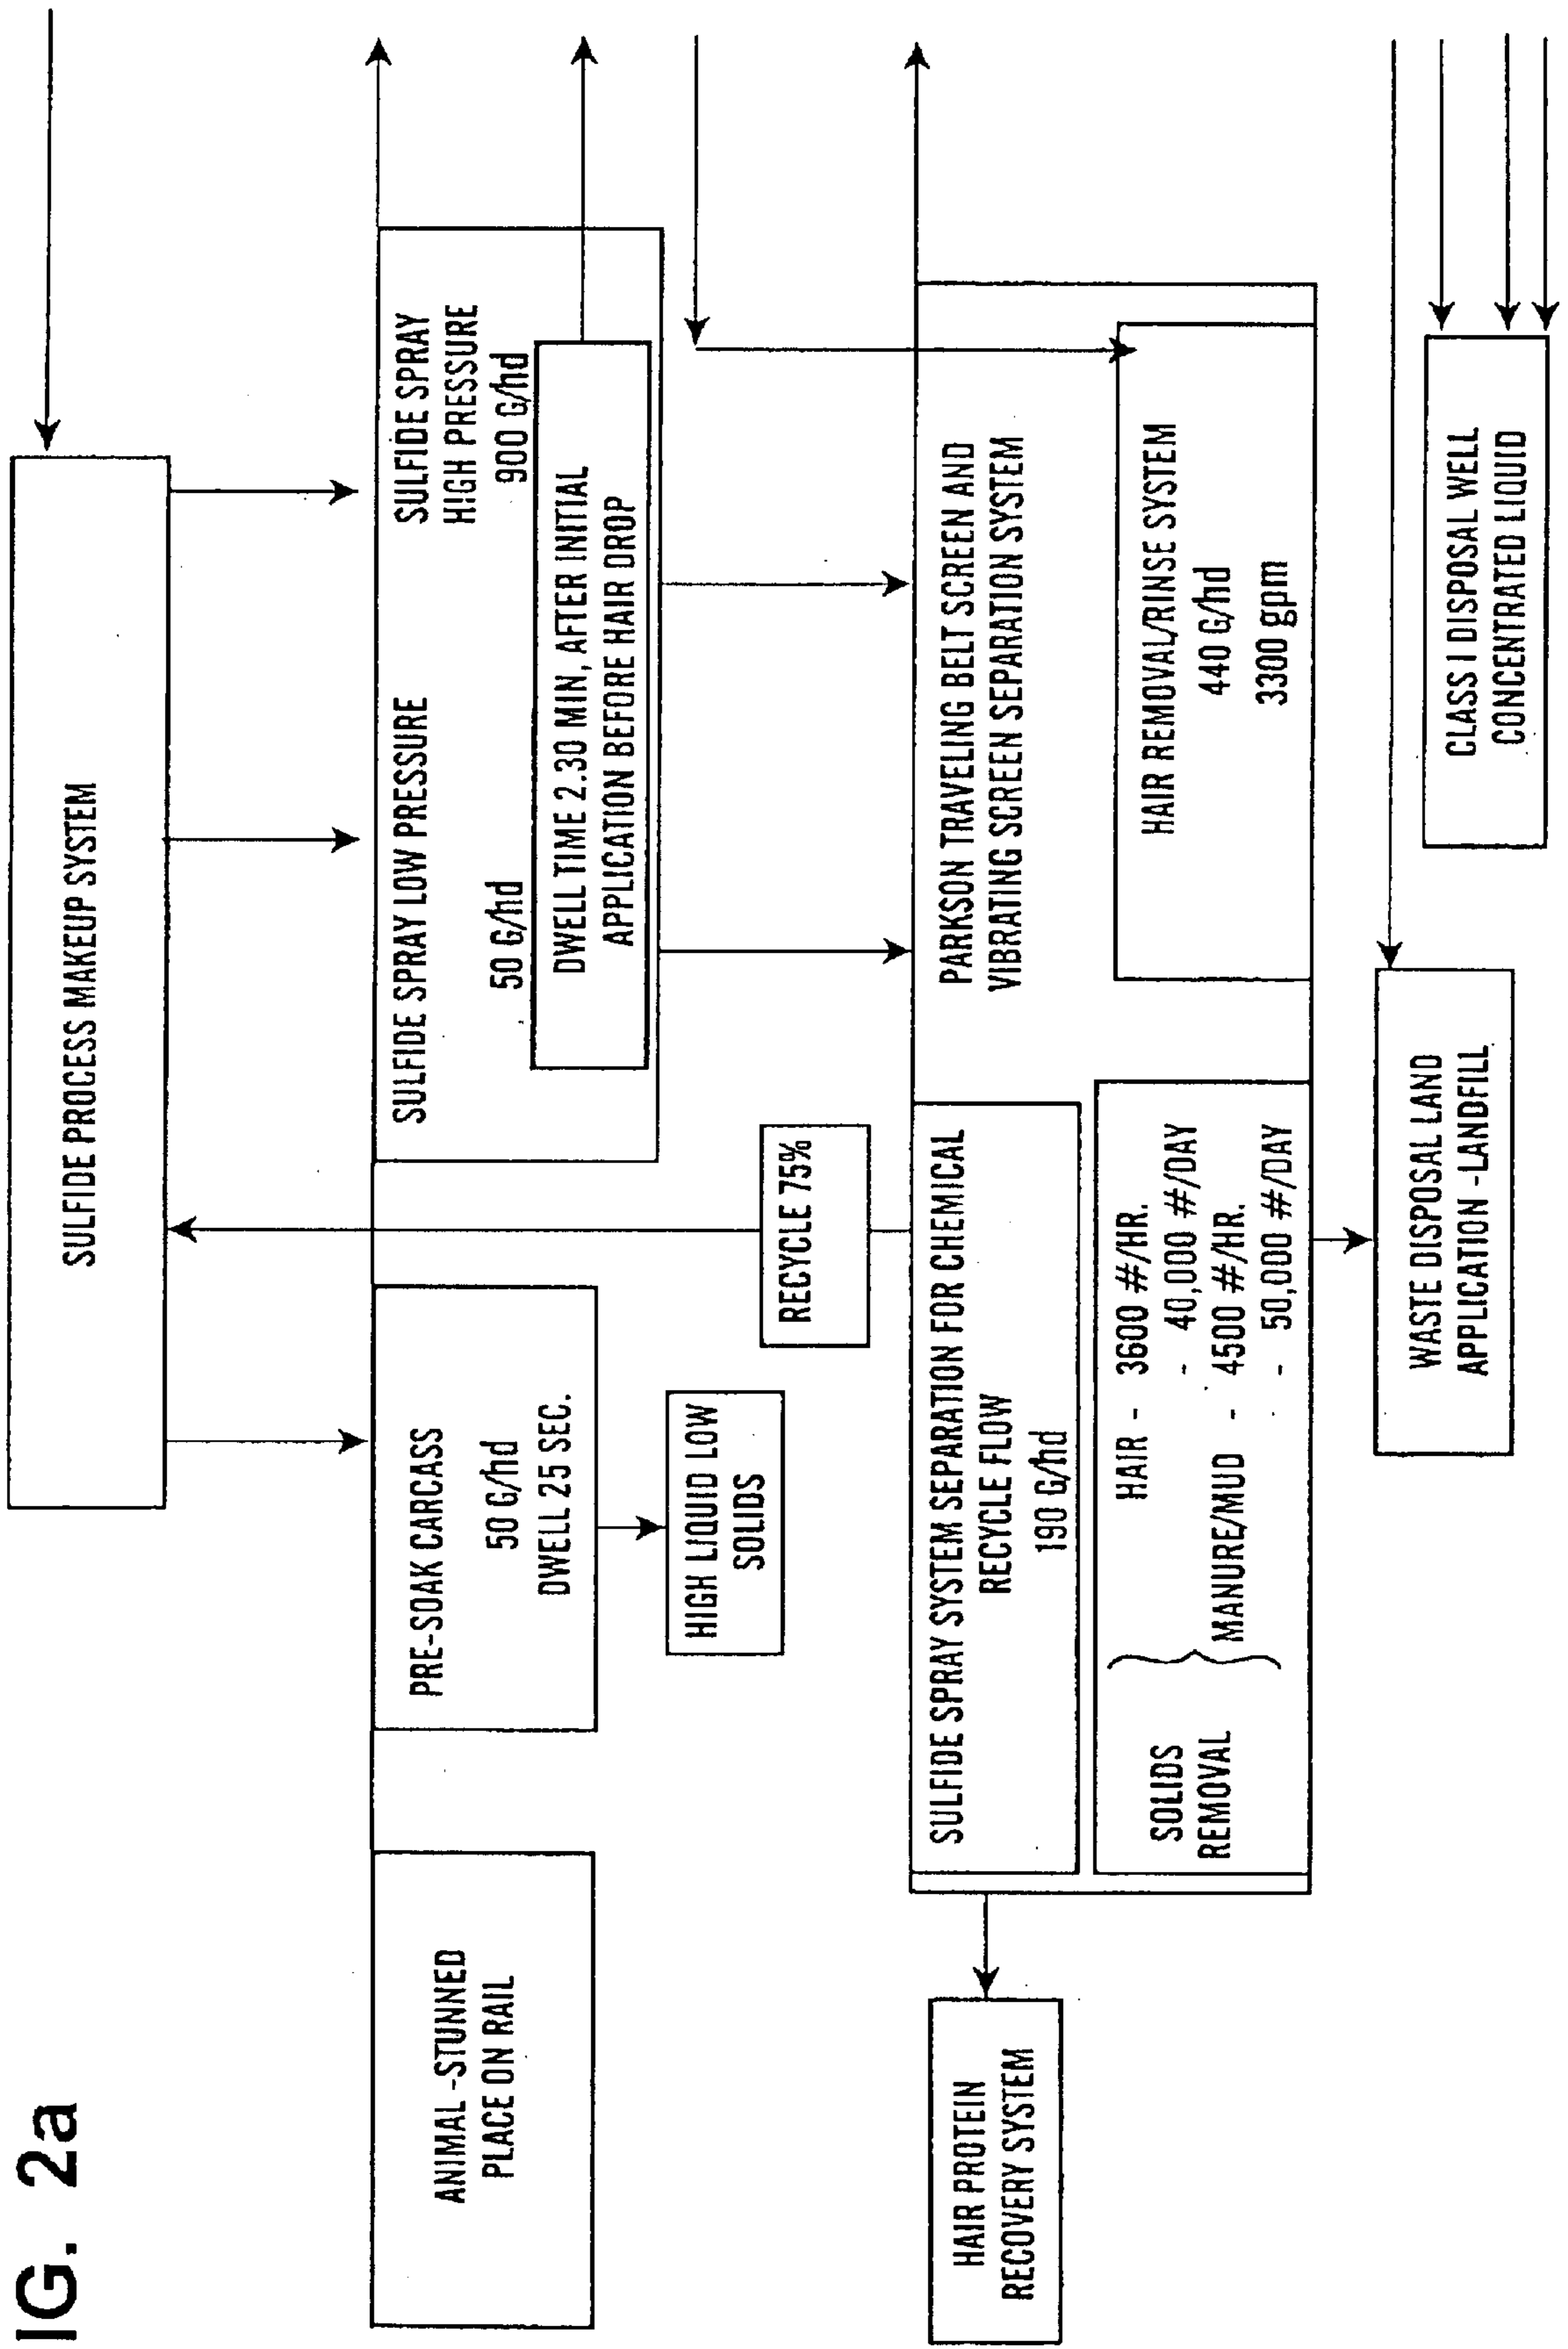 IG. 2a
SULFIDE PROCESS MAKEUP SYSTEM
ANIMAL -STUNNED
PLACE ON RAIL
PRE-SOAK CARCASS
50 G/hd
DWELL 25 SEC.
HIGH LIQUID LOW
SOLIDS
SULFIDE SPRAY LOW PRESSURE
50 G/hd
SULFIDE SPRAY
HIGH PRESSURE
900 G/hd
DWELL TIME 2.30 MIN, AFTER INITIAL
APPLICATION BEFORE HAIR DROP
RECYCLE 75%
SULFIDE SPRAY SYSTEM SEPARATION FOR CHEMICAL
RECYCLE FLOW
190 G/hd
PARKSON TRAVELING BELT SCREEN AND
VIBRATING SCREEN SEPARATION SYSTEM
HAIR PROTEIN
RECOVERY SYSTEM
SOLIDS
REMOVAL
HAIR - 3600 #/HR.
- 40,000 #/DAY
MANURE/MUD - 4500 #/HR.
- 50,000 #/DAY
HAIR REMOVAL/RINSE SYSTEM
440 G/hd
3300 gpm
WASTE DISPOSAL LAND
APPLICATION -LANDFILL
CLASS I DISPOSAL WELL
CONCENTRATED LIQUID